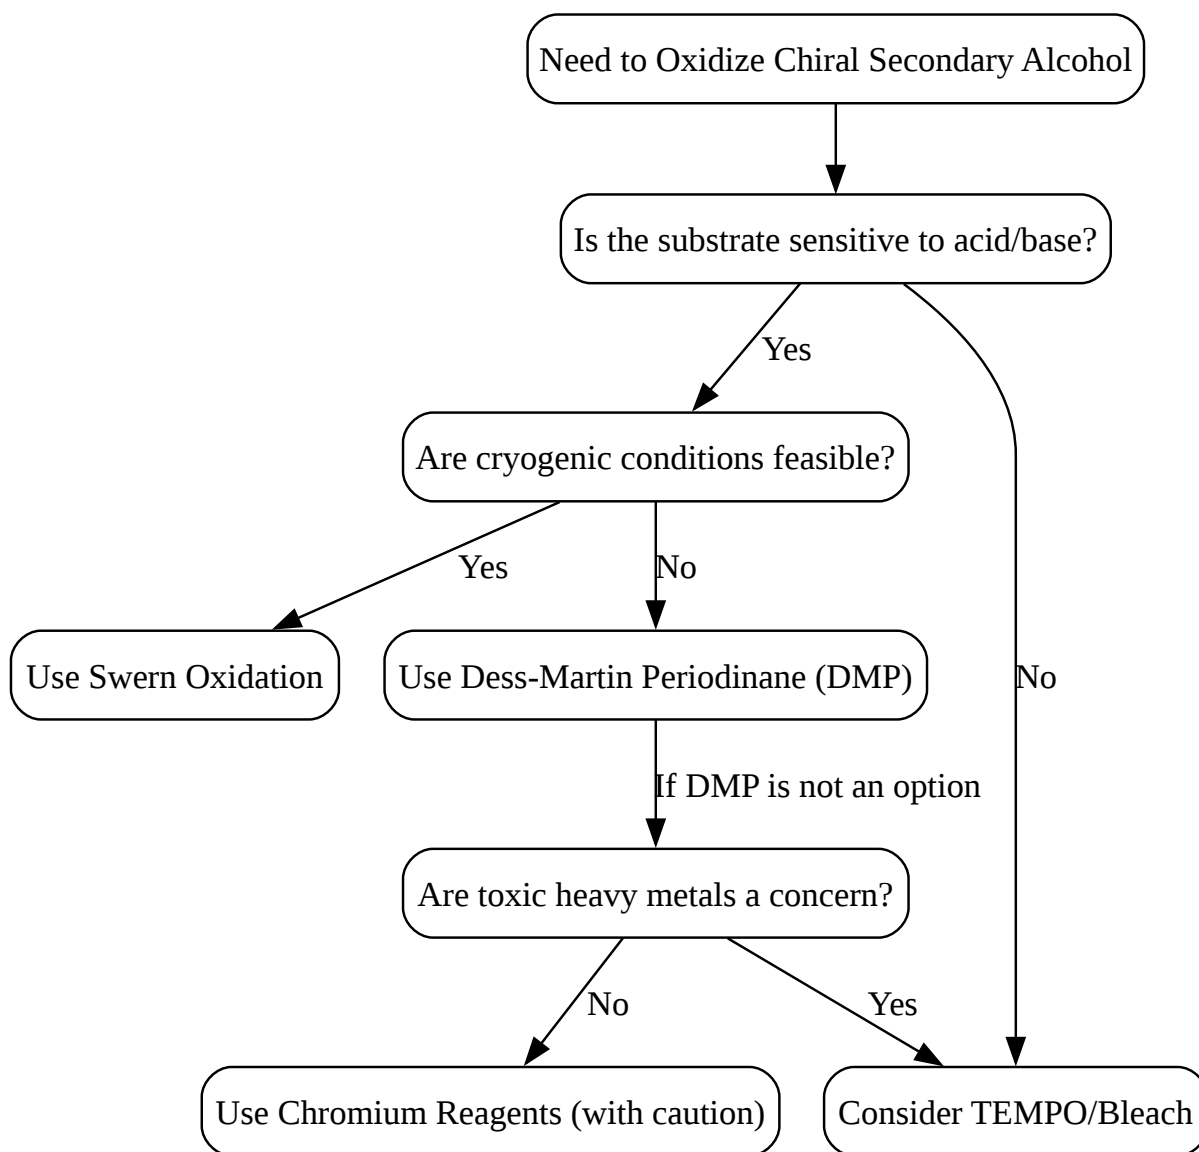 Need to Oxidize Chiral Secondary Alcohol
Is the substrate sensitive to acid/base?
Yes
Are cryogenic conditions feasible?
Yes
No
Use Swern Oxidation
Use Dess-Martin Periodinane (DMP)
No
If DMP is not an option
Are toxic heavy metals a concern?
No
Yes
Use Chromium Reagents (with caution)
Consider TEMPO/Bleach